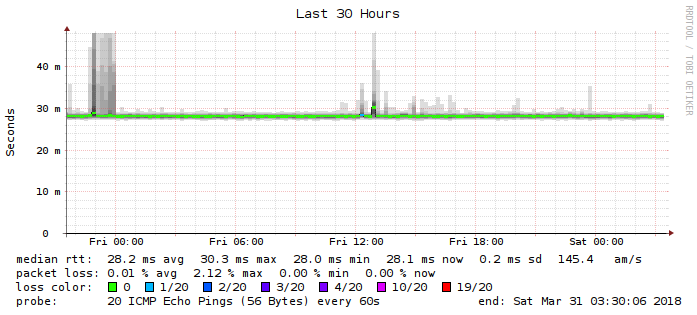 Last 30 Hours
RRDTOOL / TOBI OETIKER
Seconds
40 m
30 m
20 m
10 m
0
Fri 00:00 Fri 06:00 Fri 12:00 Fri 18:00 Sat 00:00
median rtt: 28.2 ms avg 30.3 ms max 28.0 ms min 28.1 ms now 0.2 ms sd 145.4 am/s
packet loss: 0.01 % avg 2.12 % max 0.00 % min 0.00 % now
loss color: 0 1/20 2/20 3/20 4/20 10/20 19/20
probe: 20 ICMP Echo Pings (56 Bytes) every 60s end: Sat Mar 31 03:30:06 2018